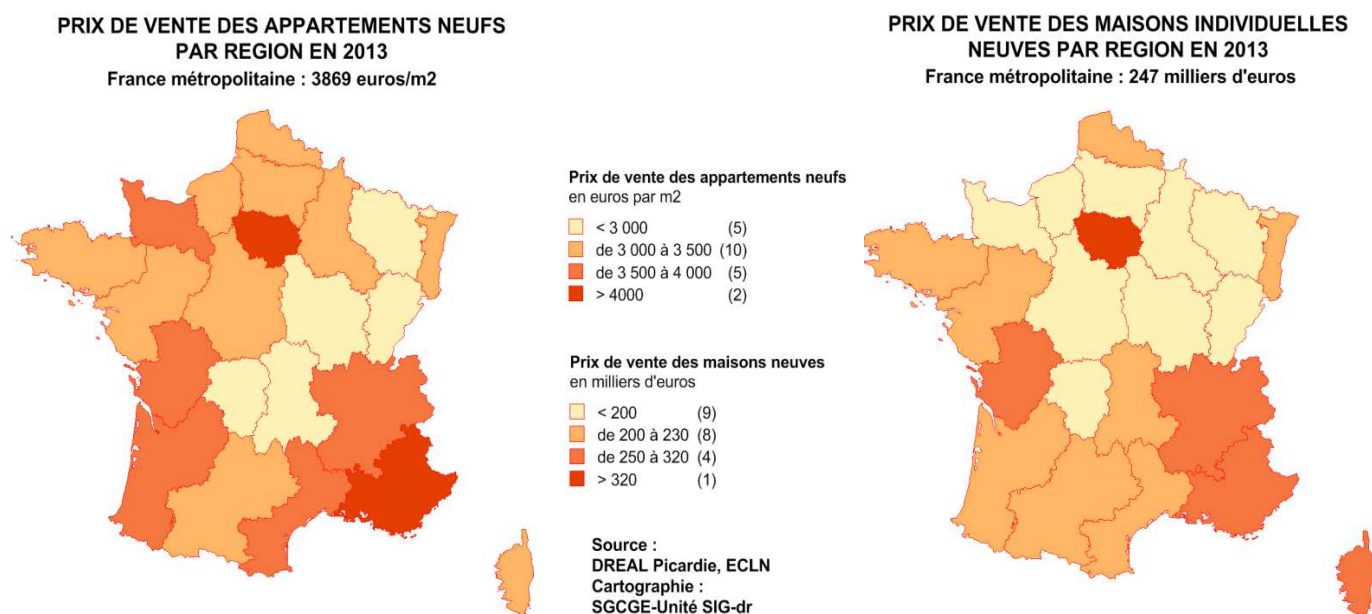 PRIX DE VENTE DES APPARTEMENTS NEUFS
PAR REGION EN 2013
France métropolitaine : 3869 euros/m2
PRIX DE VENTE DES MAISONS INDIVIDUELLES
NEUVES PAR REGION EN 2013
France métropolitaine : 247 milliers d'euros
Prix de vente des appartements neufs
en euros par m2
< 3 000 (5)
de 3 000 à 3 500 (10)
de 3 500 à 4 000 (5)
> 4000 (2)
Prix de vente des maisons neuves
en milliers d'euros
< 200 (9)
de 200 à 230 (8)
de 250 à 320 (4)
> 320 (1)
Source :
DREAL Picardie, ECLN
Cartographie :
SGCGE-Unité SIG-dr